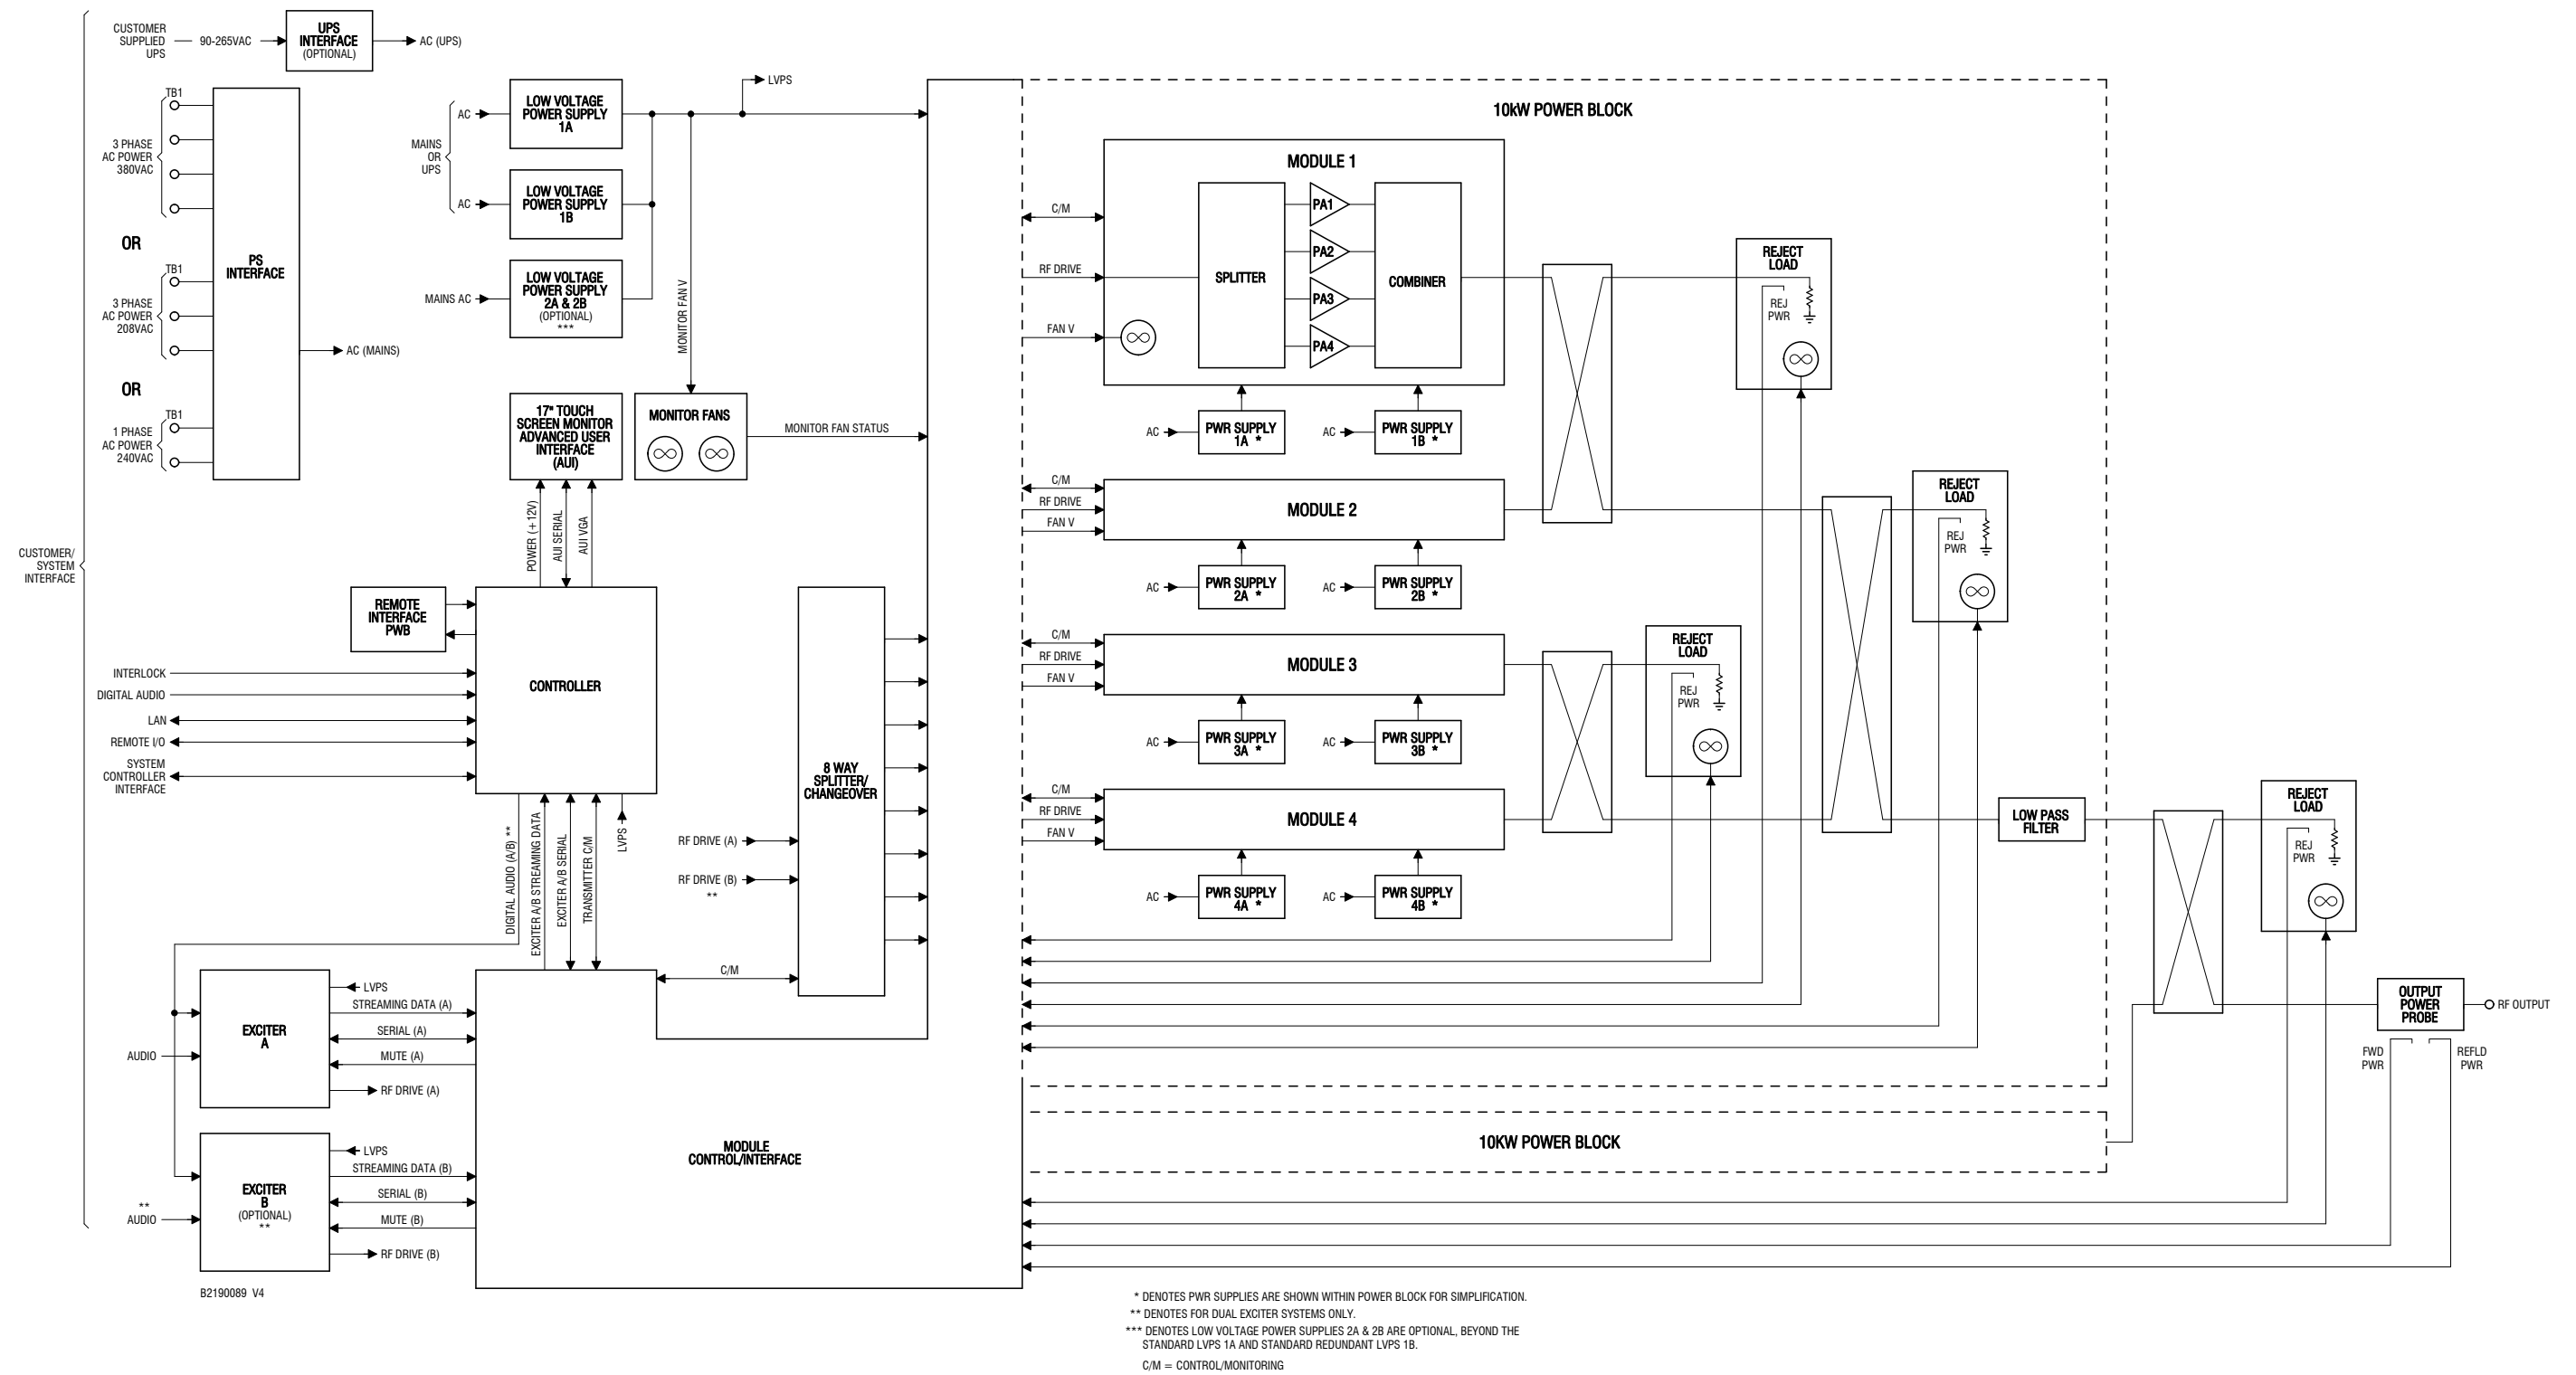 CUSTOMER
SUPPLIED
UPS
90-265VAC
UPS
INTERFACE
(OPTIONAL)
AC (UPS)
TB1
3 PHASE
AC POWER
380VAC
OR
TB1
3 PHASE
AC POWER
208VAC
OR
TB1
1 PHASE
AC POWER
240VAC
PS
INTERFACE
AC (MAINS)
CUSTOMER/
SYSTEM
INTERFACE
MAINS
OR
UPS
AC
LOW VOLTAGE
POWER SUPPLY
1A
AC
LOW VOLTAGE
POWER SUPPLY
1B
MAINS AC
LOW VOLTAGE
POWER SUPPLY
2A & 2B
(OPTIONAL)
***
LVPS
MONITOR FAN V
17" TOUCH
SCREEN MONITOR
ADVANCED USER
INTERFACE
(AUI)
MONITOR FANS
MONITOR FAN STATUS
POWER (+12V)
AUI SERIAL
AUI VGA
REMOTE
INTERFACE
PWB
CONTROLLER
INTERLOCK
DIGITAL AUDIO
LAN
REMOTE I/O
SYSTEM
CONTROLLER
INTERFACE
DIGITAL AUDIO (A/B) **
EXCITER A/B STREAMING DATA
EXCITER A/B SERIAL
TRANSMITTER C/M
LVPS
8 WAY
SPLITTER/
CHANGEOVER
RF DRIVE (A)
RF DRIVE (B)
**
C/M
EXCITER
A
AUDIO
LVPS
STREAMING DATA (A)
SERIAL (A)
MUTE (A)
RF DRIVE (A)
EXCITER
B
(OPTIONAL)
**
**
AUDIO
LVPS
STREAMING DATA (B)
SERIAL (B)
MUTE (B)
RF DRIVE (B)
MODULE
CONTROL/INTERFACE
B2190089 V4
10kW POWER BLOCK
MODULE 1
C/M
RF DRIVE
FAN V
SPLITTER
PA1
PA2
PA3
PA4
COMBINER
AC
PWR SUPPLY
1A *
AC
PWR SUPPLY
1B *
C/M
RF DRIVE
FAN V
MODULE 2
AC
PWR SUPPLY
2A *
AC
PWR SUPPLY
2B *
C/M
RF DRIVE
FAN V
MODULE 3
AC
PWR SUPPLY
3A *
AC
PWR SUPPLY
3B *
C/M
RF DRIVE
FAN V
MODULE 4
AC
PWR SUPPLY
4A *
AC
PWR SUPPLY
4B *
REJECT
LOAD
REJ
PWR
REJECT
LOAD
REJ
PWR
REJECT
LOAD
REJ
PWR
LOW PASS
FILTER
REJECT
LOAD
REJ
PWR
OUTPUT
POWER
PROBE
RF OUTPUT
FWD
PWR
REFLD
PWR
10KW POWER BLOCK
* DENOTES PWR SUPPLIES ARE SHOWN WITHIN POWER BLOCK FOR SIMPLIFICATION.
** DENOTES FOR DUAL EXCITER SYSTEMS ONLY.
*** DENOTES LOW VOLTAGE POWER SUPPLIES 2A & 2B ARE OPTIONAL, BEYOND THE
STANDARD LVPS 1A AND STANDARD REDUNDANT LVPS 1B.
C/M = CONTROL/MONITORING